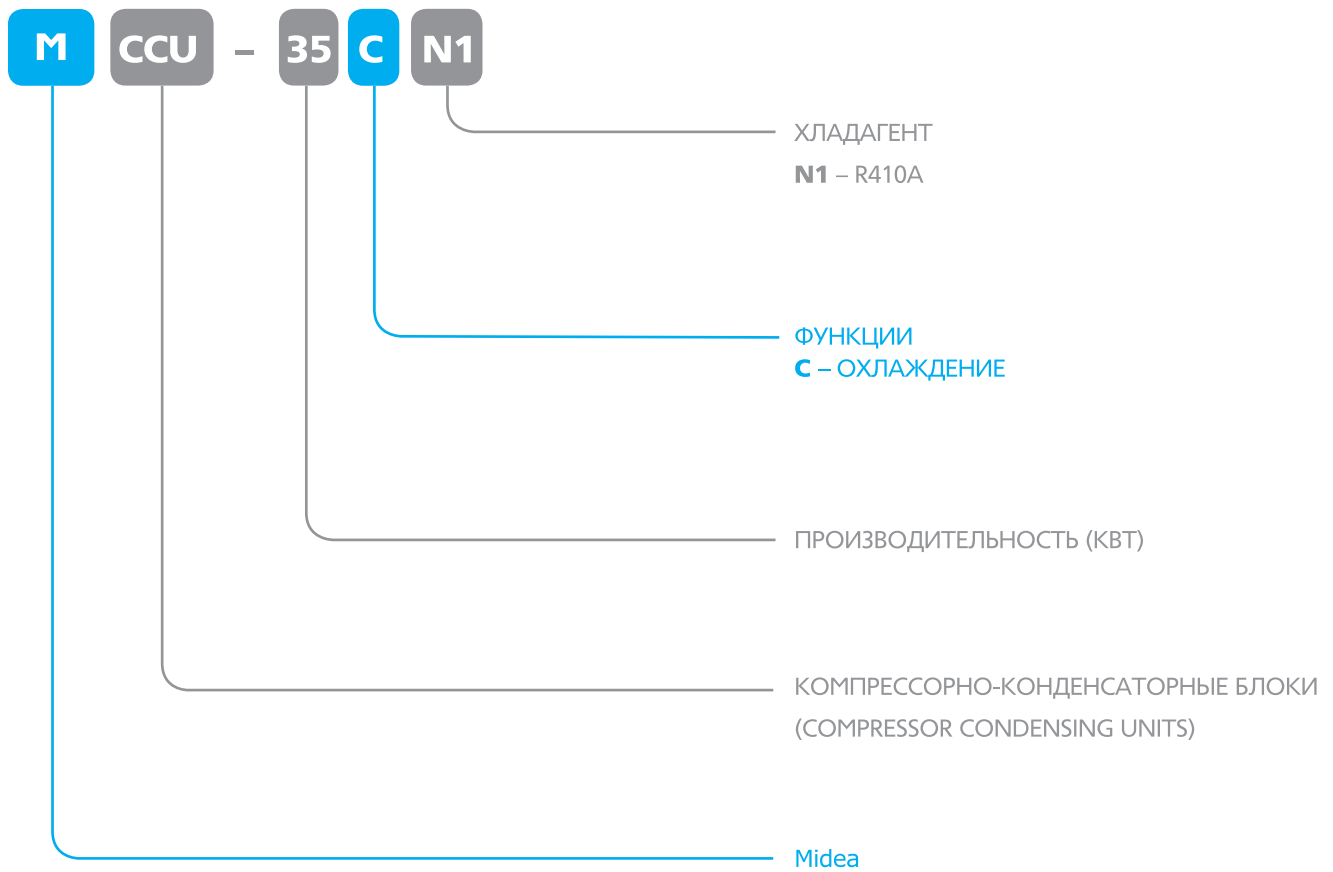 M CCU – 35 C N1
ХЛАДАГЕНТ
N1 – R410A
ФУНКЦИИ
C – ОХЛАЖДЕНИЕ
ПРОИЗВОДИТЕЛЬНОСТЬ (КВТ)
КОМПРЕССОРНО-КОНДЕНСАТОРНЫЕ БЛОКИ
(COMPRESSOR CONDENSING UNITS)
Midea